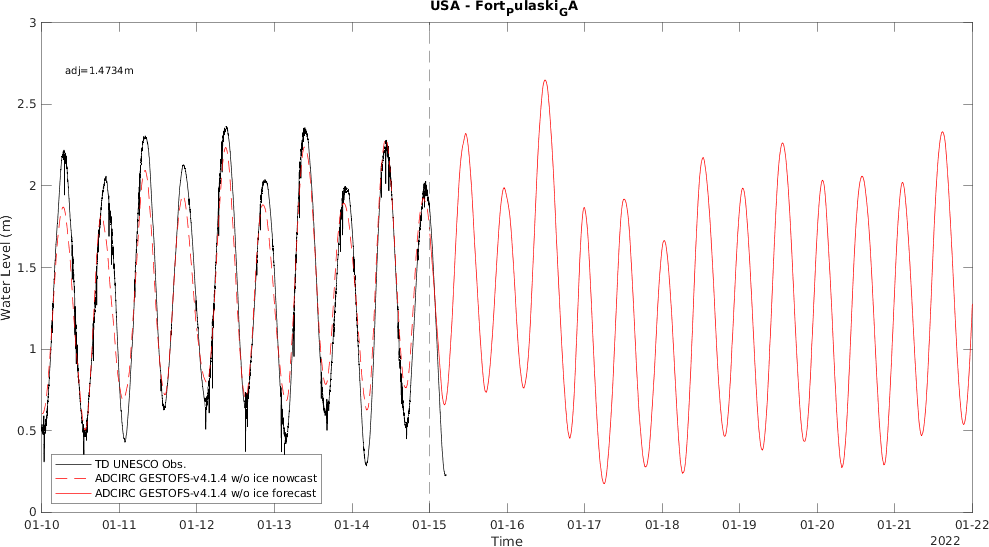 USA - FortPulaskiGA
3
adj=1.4734m
2.5
2
1.5
1
0.5
0
Water Level (m)
TD UNESCO Obs.
ADCIRC GESTOFS-v4.1.4 w/o ice nowcast
ADCIRC GESTOFS-v4.1.4 w/o ice forecast
01-10 01-11 01-12 01-13 01-14 01-15 01-16 01-17 01-18 01-19 01-20 01-21 01-22
Time
2022